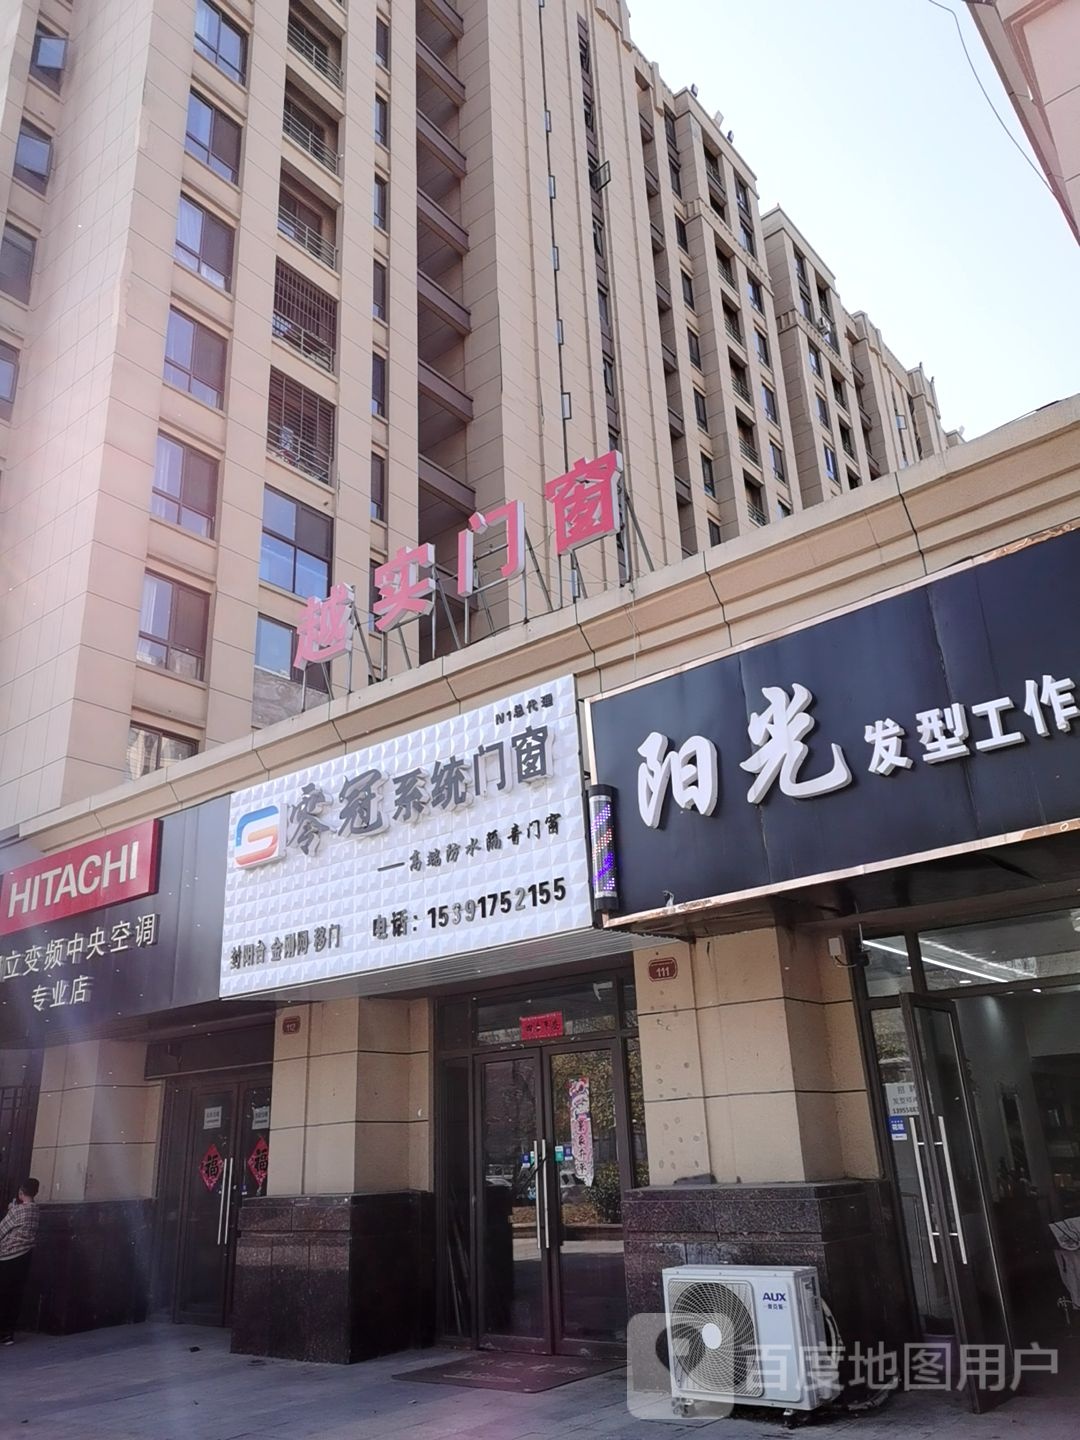 越实门窗
N1总代理
零冠系统门窗
——高端防水隔音门窗
电话：15391752155
封阳台 金刚网 移门
阳光发型工作
HITACHI
立变频中央空调
专业店
111
112
福
福
AUX
百度地图用户